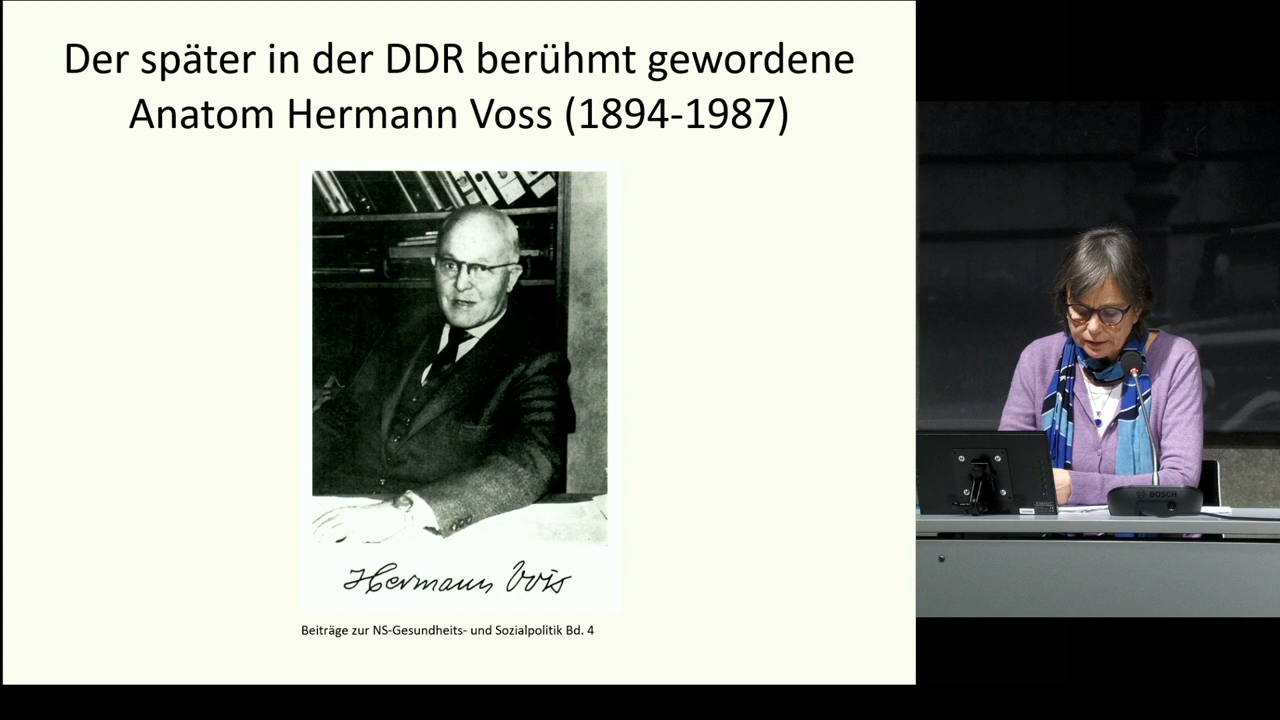 Der später in der DDR berühmt gewordene
Anatom Hermann Voss (1894-1987)
Hermann Voss
Beiträge zur NS-Gesundheits- und Sozialpolitik Bd. 4
BOSCH